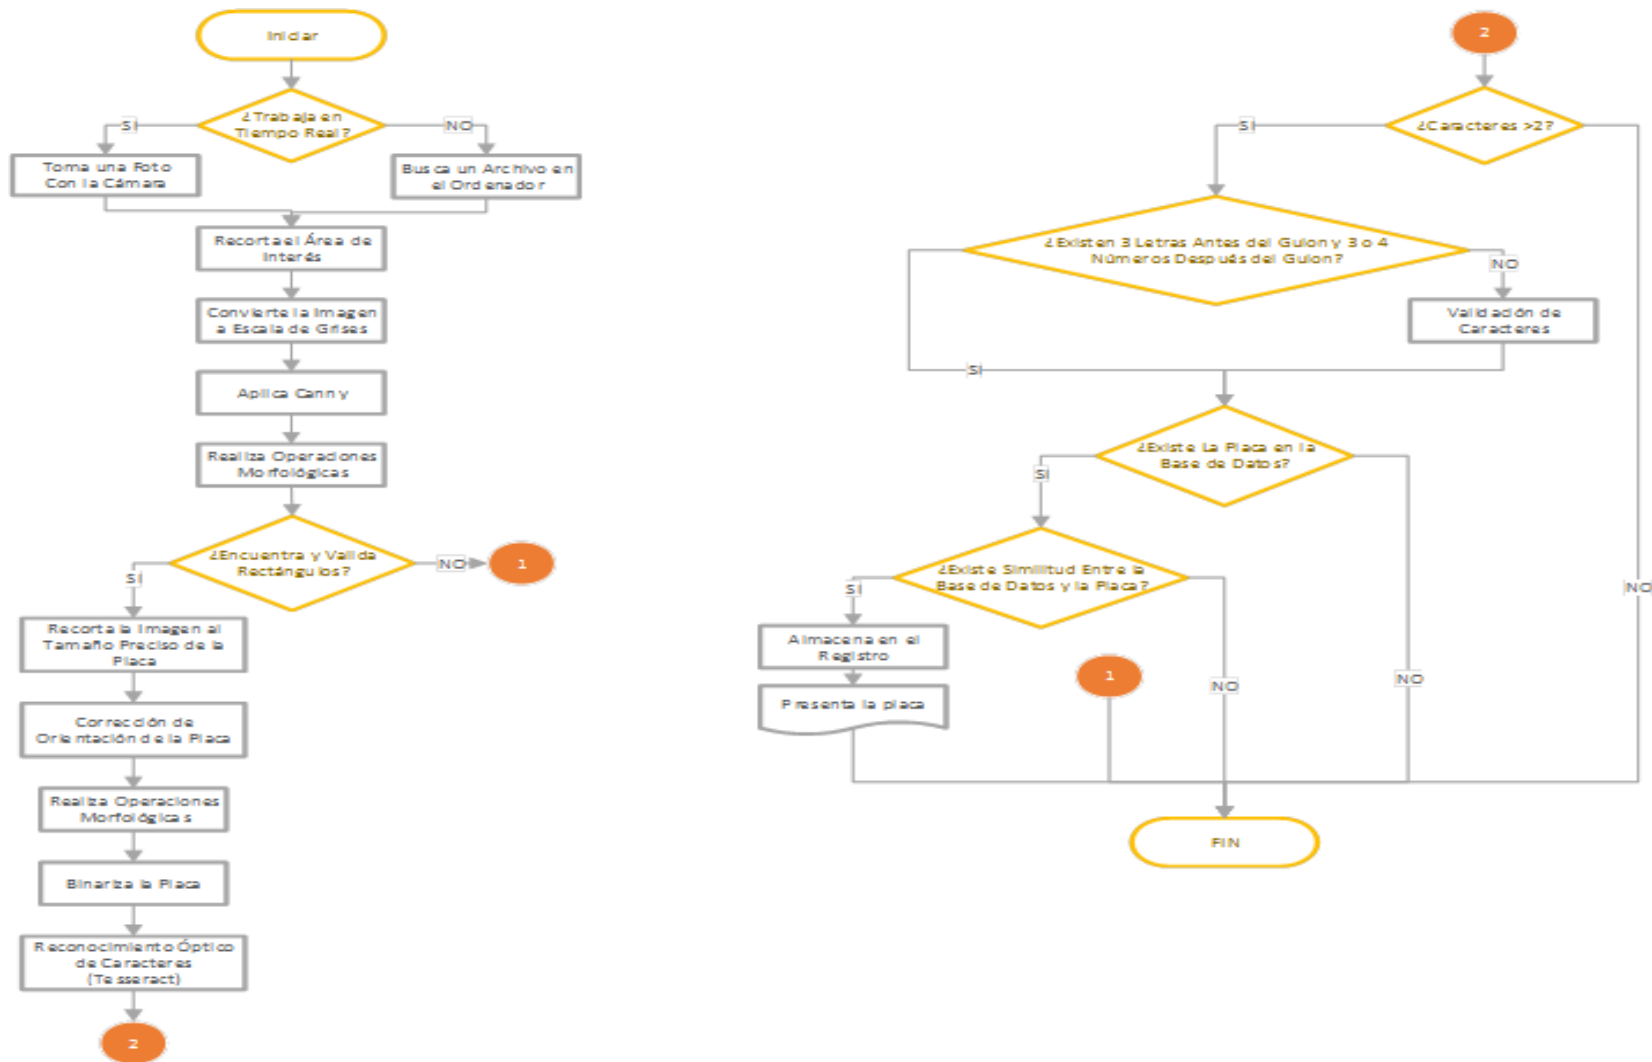 Iniciar
¿Trabaja en
Tiempo Real?
SI
NO
Toma una Foto
Con la Cámara
Busca un Archivo en
el Ordenador
Recorta el Área de
Interés
Convierte la Imagen
a Escala de Grises
Aplica Canny
Realiza Operaciones
Morfológicas
¿Encuentra y Valida
Rectángulos?
NO
1
SI
Recorta la Imagen al
Tamaño Preciso de la
Placa
Corrección de
Orientación de la Placa
Realiza Operaciones
Morfológicas
Binariza la Placa
Reconocimiento Óptico
de Caracteres
(Tesseract)
2
2
¿Caracteres >2?
SI
¿Existen 3 Letras Antes del Guion y 3 o 4
Números Después del Guion?
NO
Validación de
Caracteres
SI
¿Existe La Placa en la
Base de Datos?
SI
¿Existe Similitud Entre la
Base de Datos y la Placa?
SI
NO
Almacena en el
Registro
1
Presenta la placa
NO
NO
FIN